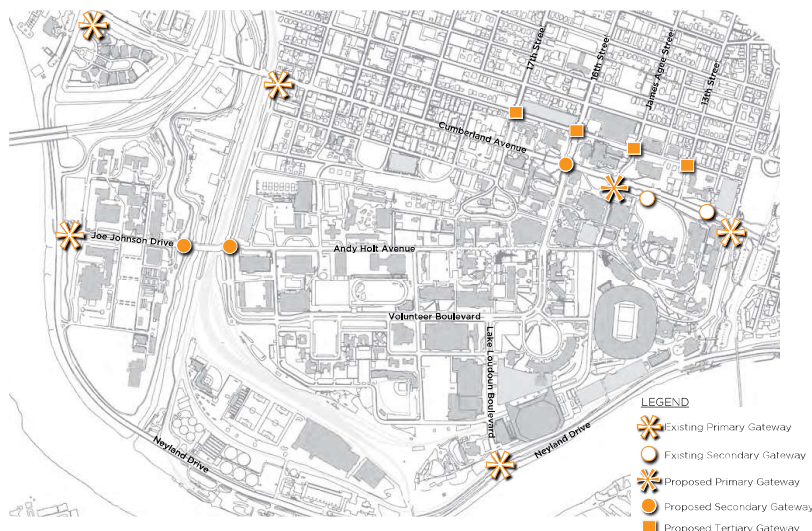 17th Street
16th Street
James Agee Street
13th Street
Cumberland Avenue
Joe Johnson Drive
Andy Holt Avenue
Volunteer Boulevard
Lake Loudoun Boulevard
Neyland Drive
Neyland Drive
LEGEND
Existing Primary Gateway
Existing Secondary Gateway
Proposed Primary Gateway
Proposed Secondary Gateway
Proposed Tertiary Gateway